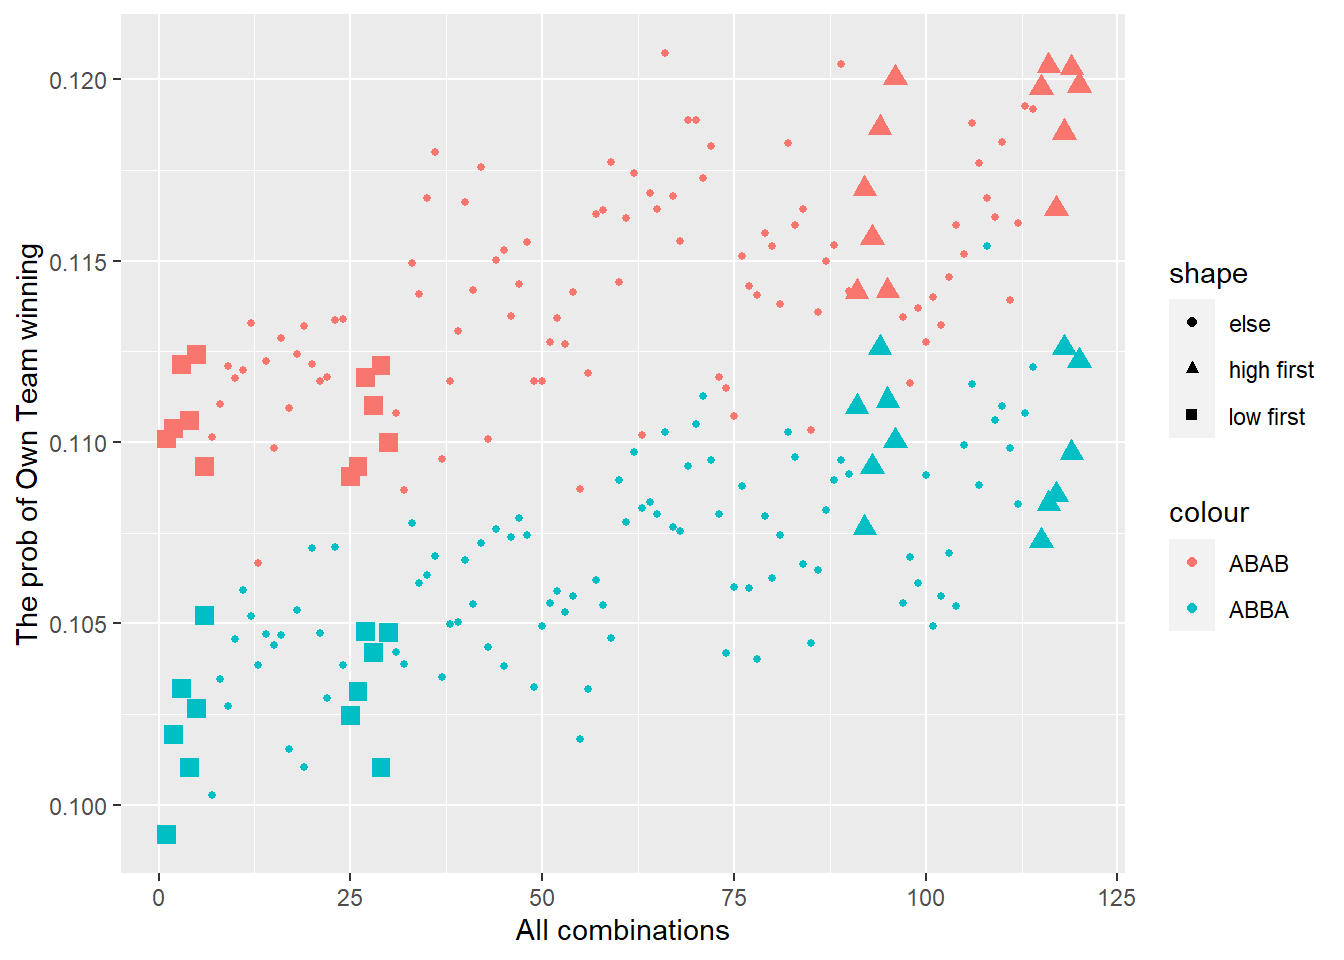 The prob of Own Team winning
0.120
0.115
0.110
0.105
0.100
0
25
50
75
100
125
All combinations
shape
else
high first
low first
colour
ABAB
ABBA